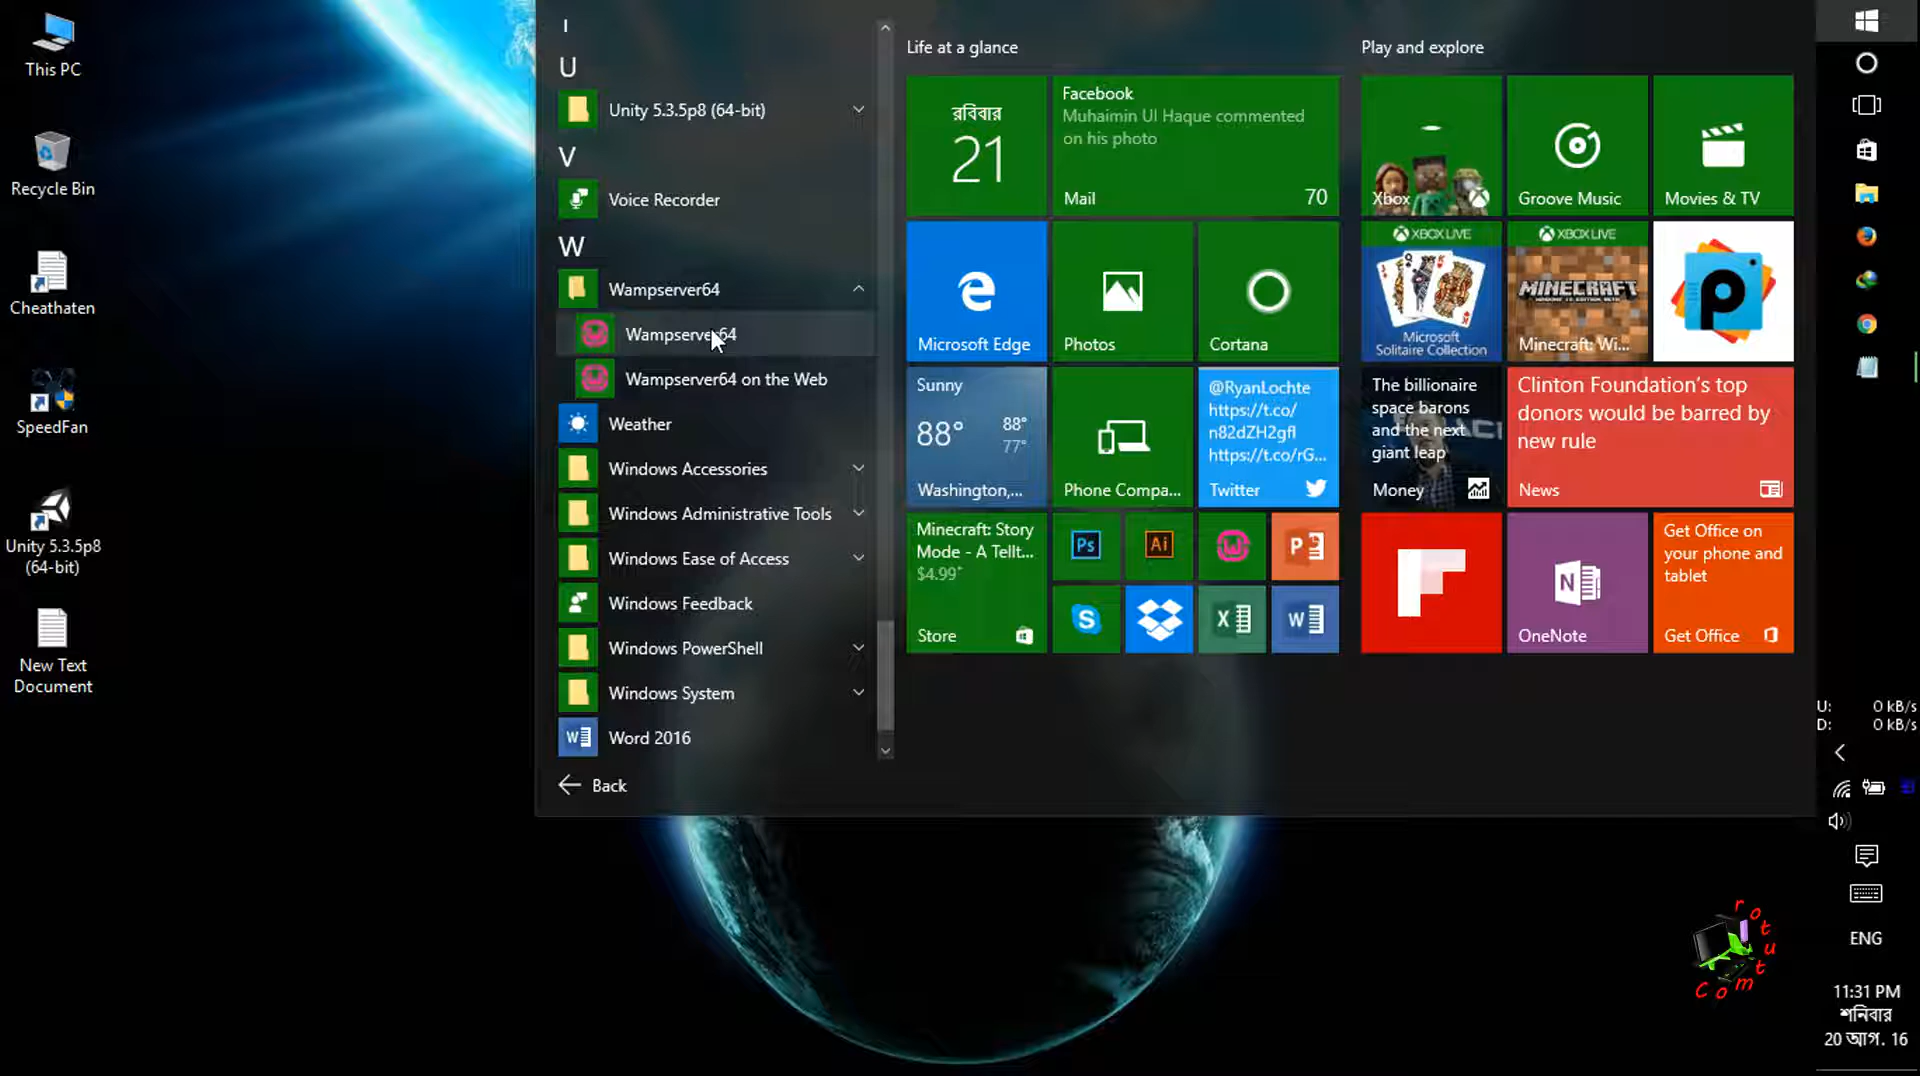 This PC
Recycle Bin
Cheathaten
SpeedFan
Unity 5.3.5p8
(64-bit)
New Text
Document
U
Unity 5.3.5p8 (64-bit)
V
Voice Recorder
W
Wampserver64
Wampserver64
Wampserver64 on the Web
Weather
Windows Accessories
Windows Administrative Tools
Windows Ease of Access
Windows Feedback
Windows PowerShell
Windows System
Word 2016
Back
Life at a glance
রবিবার
21
Facebook
Muhaimin Ul Haque commented
on his photo
Mail
70
Microsoft Edge
Photos
Cortana
Sunny
88°
88°
77°
Washington,...
Phone Compa...
@RyanLochte
https://t.co/
n82dZH2gfl
https://t.co/rG...
Twitter
Minecraft: Story
Mode - A Tellt...
$4.99*
Store
Ps
Ai
P
S
X
W
Play and explore
Xbox
Groove Music
Movies & TV
XBOX LIVE
Microsoft
Solitaire Collection
XBOX LIVE
MINECRAFT
Minecraft: Wi...
P
The billionaire
space barons
and the next
giant leap
Money
Clinton Foundation's top
donors would be barred by
new rule
News
N
OneNote
Get Office on
your phone and
tablet
Get Office
U: 0 kB/s
D: 0 kB/s
ENG
11:31 PM
শনিবার
20 আগ. 16
Comtutor